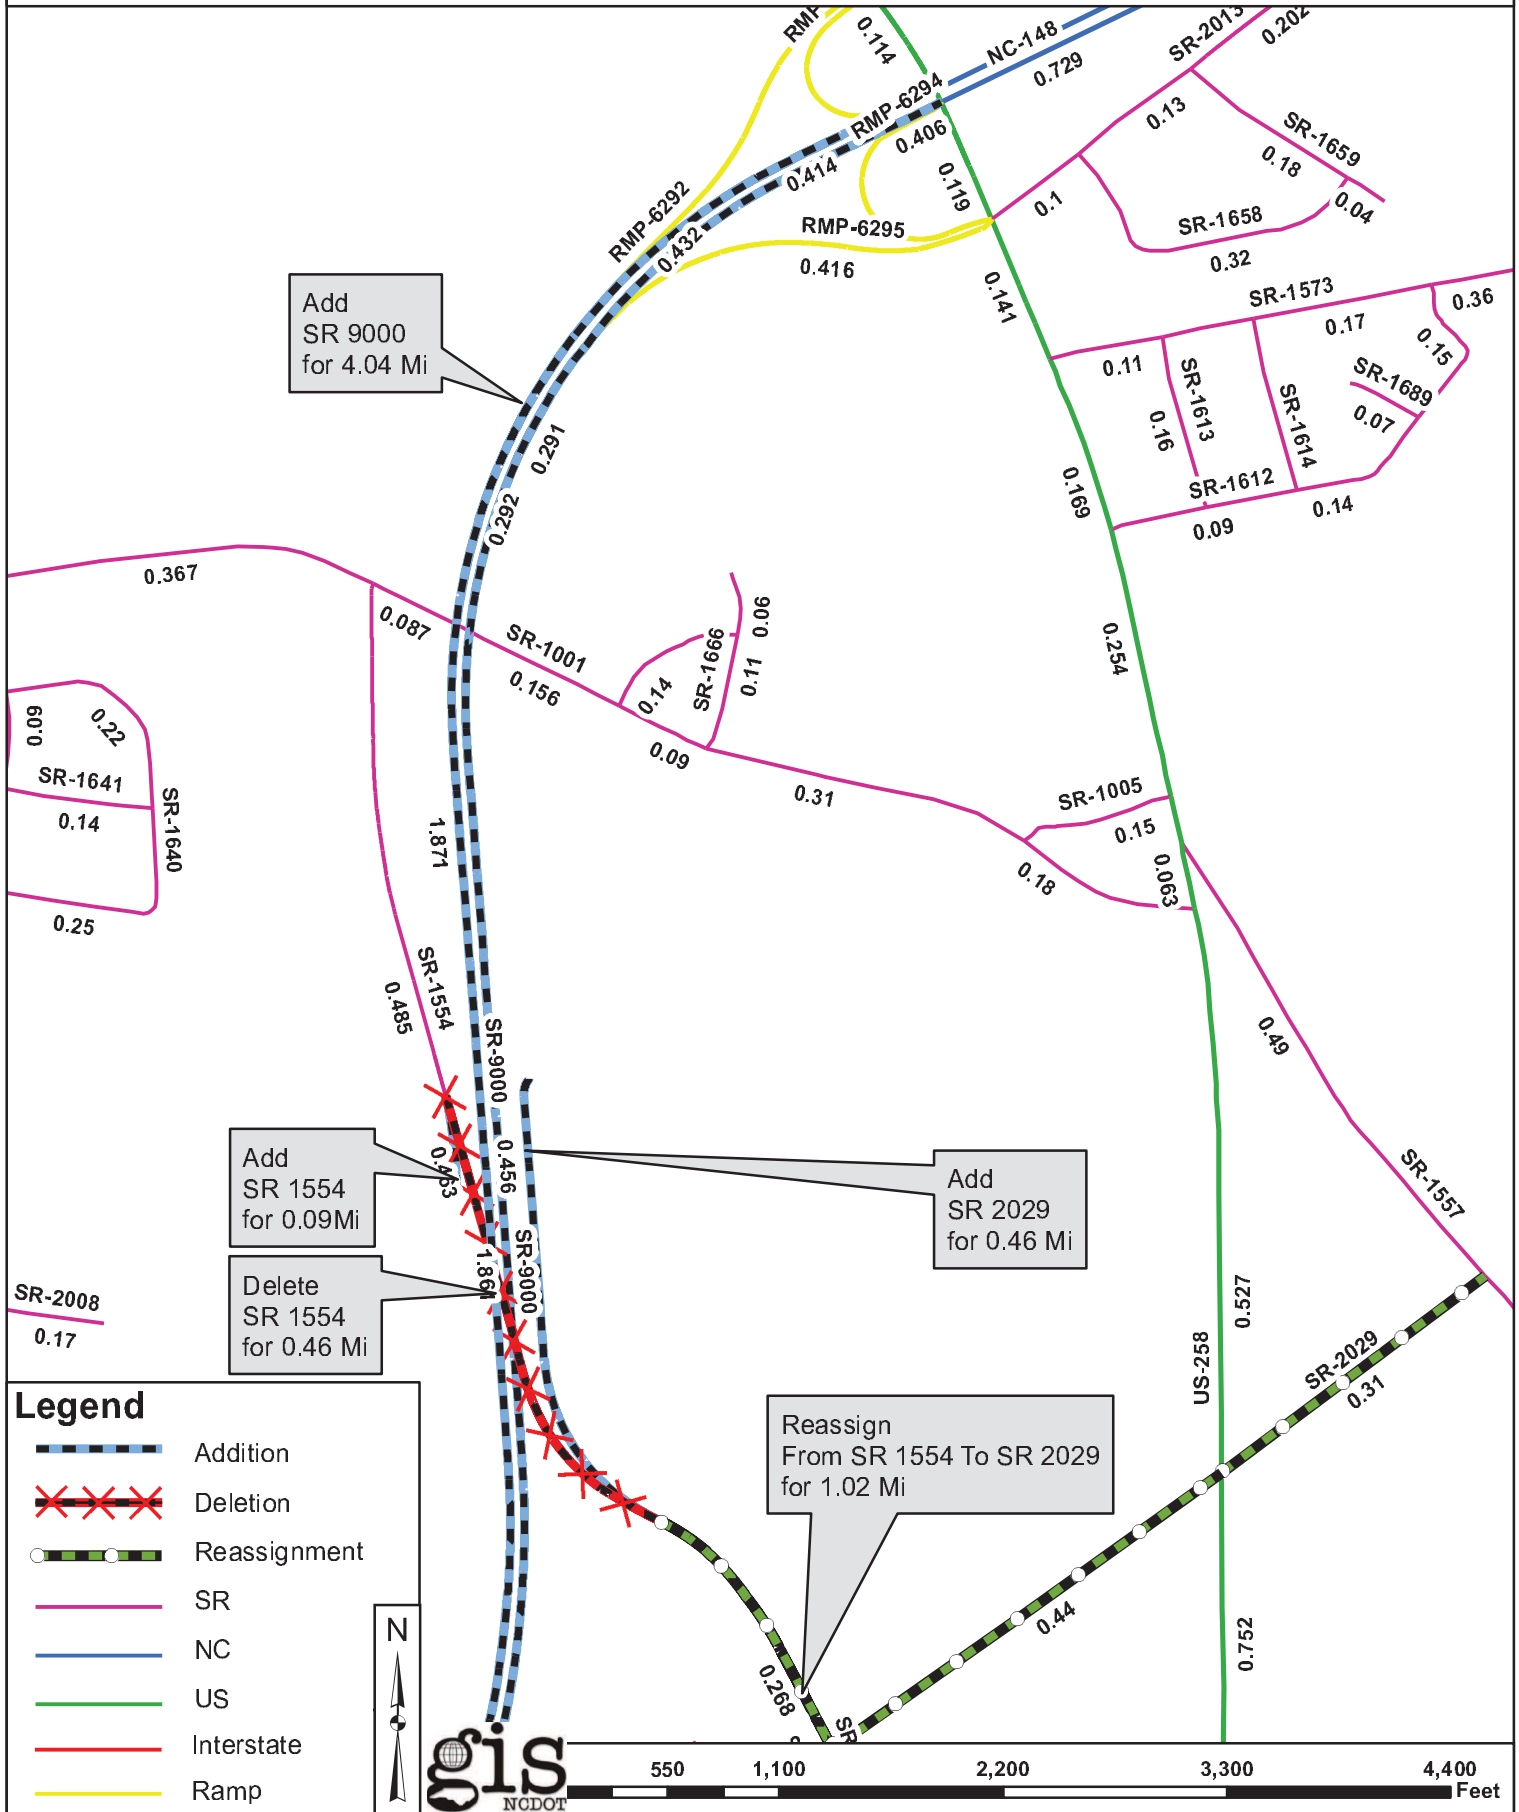 RMP
0.114
NC-148
0.729
SR-2013
0.202
RMP-6294
0.406
0.414
0.13
SR-1659
0.18
0.04
0.119
0.1
SR-1658
0.32
RMP-6292
0.432
RMP-6295
0.416
0.141
SR-1573
0.36
0.17
0.15
0.11
SR-1613
0.16
SR-1614
SR-1689
0.07
SR-1612
0.14
0.09
0.169
Add
SR 9000
for 4.04 Mi
0.291
0.292
0.367
0.087
SR-1001
0.156
0.14
SR-1666
0.11
0.06
0.09
0.31
0.254
0.09
0.22
SR-1641
0.14
SR-1640
0.25
1.871
SR-1005
0.15
0.18
0.063
SR-1554
0.485
SR-9000
0.49
Add
SR 1554
for 0.09Mi
0.463
0.456
Add
SR 2029
for 0.46 Mi
SR-1557
Delete
SR 1554
for 0.46 Mi
SR-9000
SR-2008
0.17
0.527
US-258
SR-2029
0.31
Reassign
From SR 1554 To SR 2029
for 1.02 Mi
0.44
0.752
0.268
SR
Legend
Addition
Deletion
Reassignment
SR
NC
US
Interstate
Ramp
N
gis
NCDOT
550
1,100
2,200
3,300
4,400
Feet